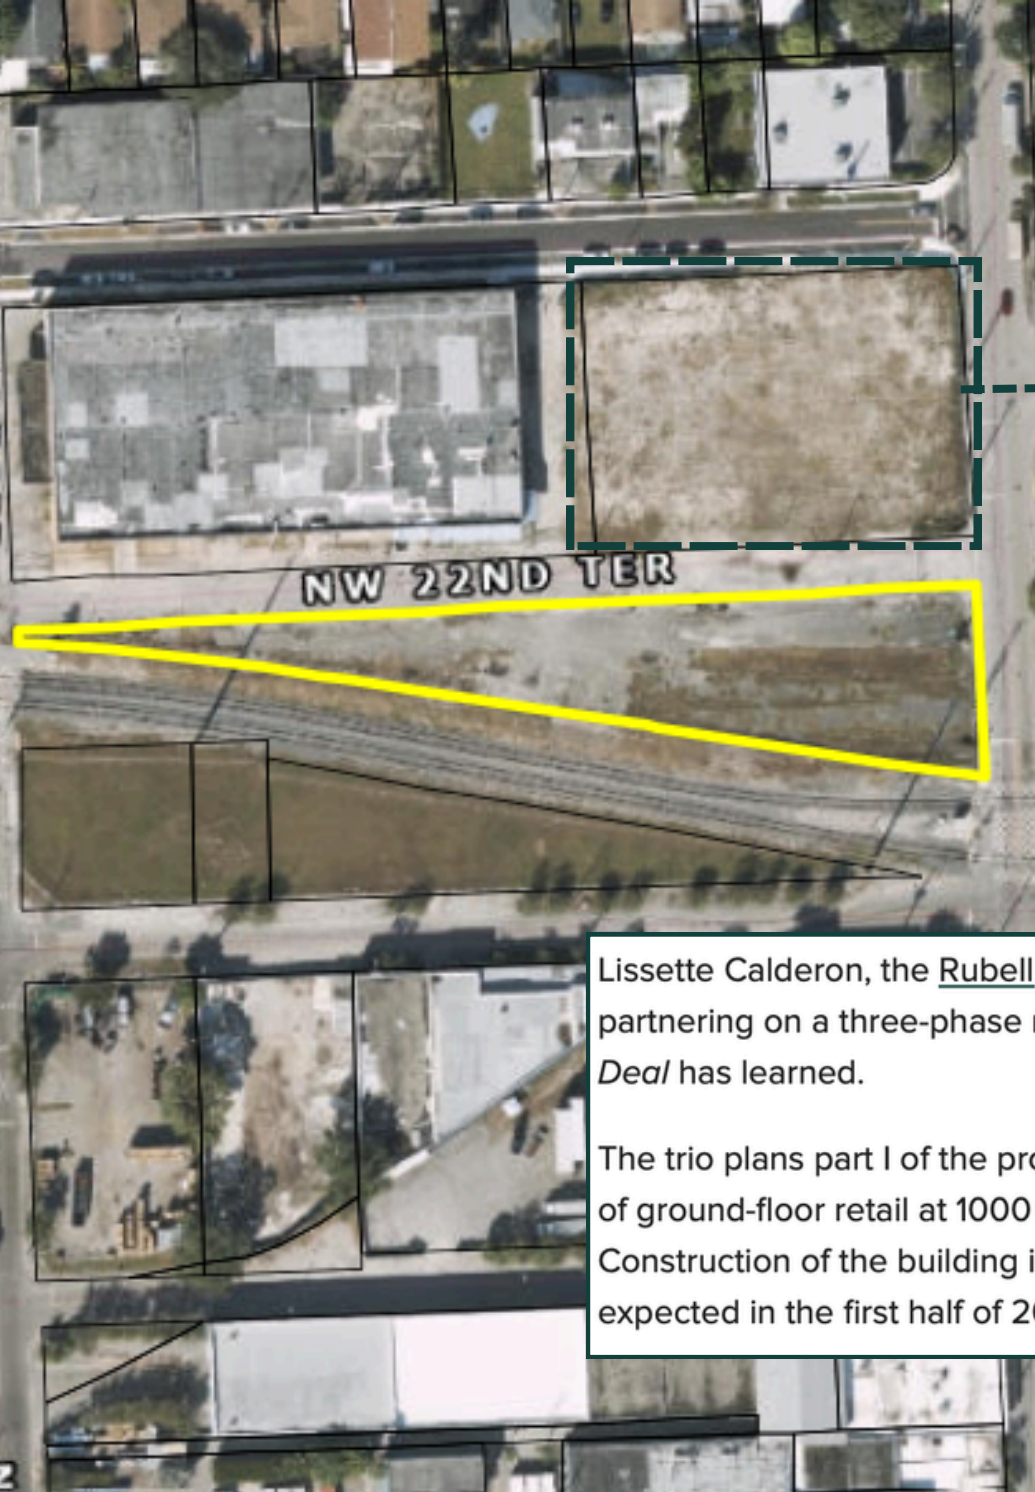 NW 22ND TER
Lissette Calderon, the Rubell
partnering on a three-phase
Deal has learned.
The trio plans part I of the
of ground-floor retail at 1000
Construction of the building
expected in the first half of
2